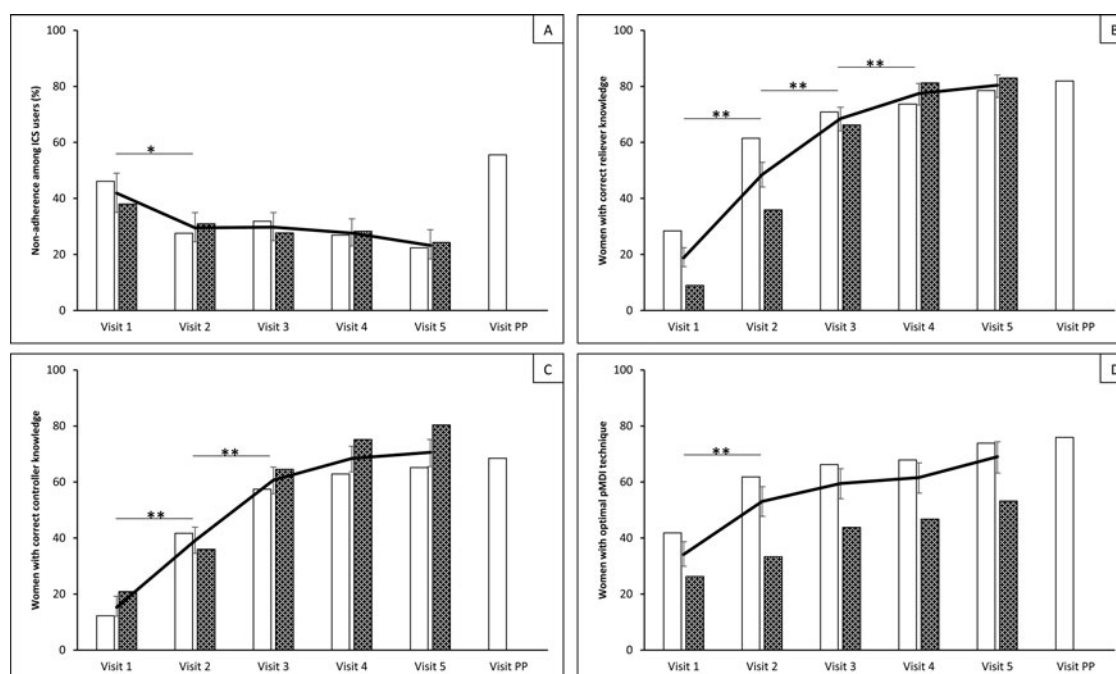 A
Non-adherence among ICS users (%)
100
80
60
40
20
0
*
Visit 1 Visit 2 Visit 3 Visit 4 Visit 5 Visit PP
B
Women with correct reliever knowledge
100
80
60
40
20
0
**
**
**
Visit 1 Visit 2 Visit 3 Visit 4 Visit 5 Visit PP
C
Women with correct controller knowledge
100
80
60
40
20
0
**
**
Visit 1 Visit 2 Visit 3 Visit 4 Visit 5 Visit PP
D
Women with optimal pMDI technique
100
80
60
40
20
0
**
Visit 1 Visit 2 Visit 3 Visit 4 Visit 5 Visit PP